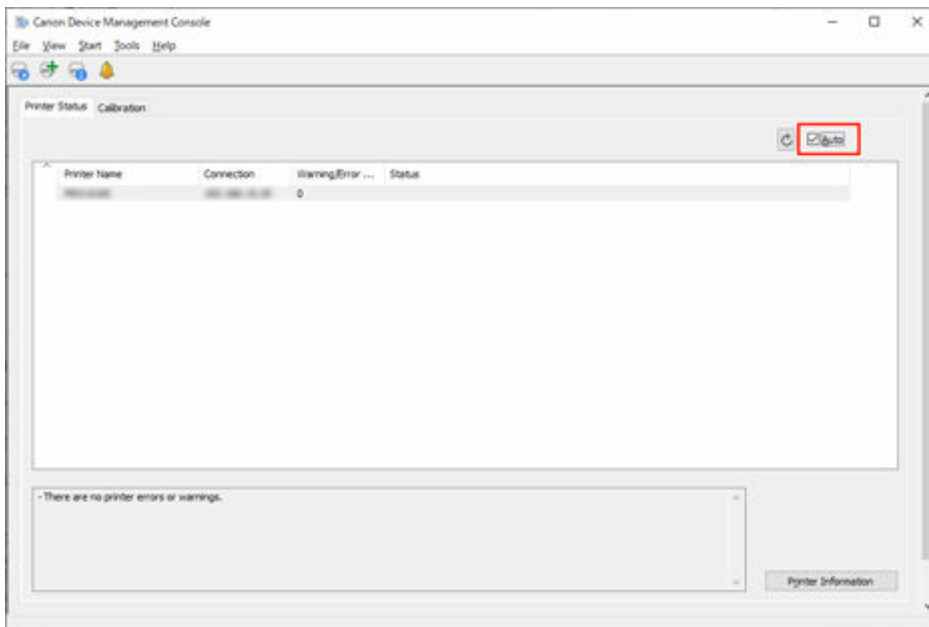 Canon Device Management Console
File View Start Tools Help
Printer Status Calibration
Auto
Printer Name Connection Warning/Error ... Status
0
- There are no printer errors or warnings.
Printer Information